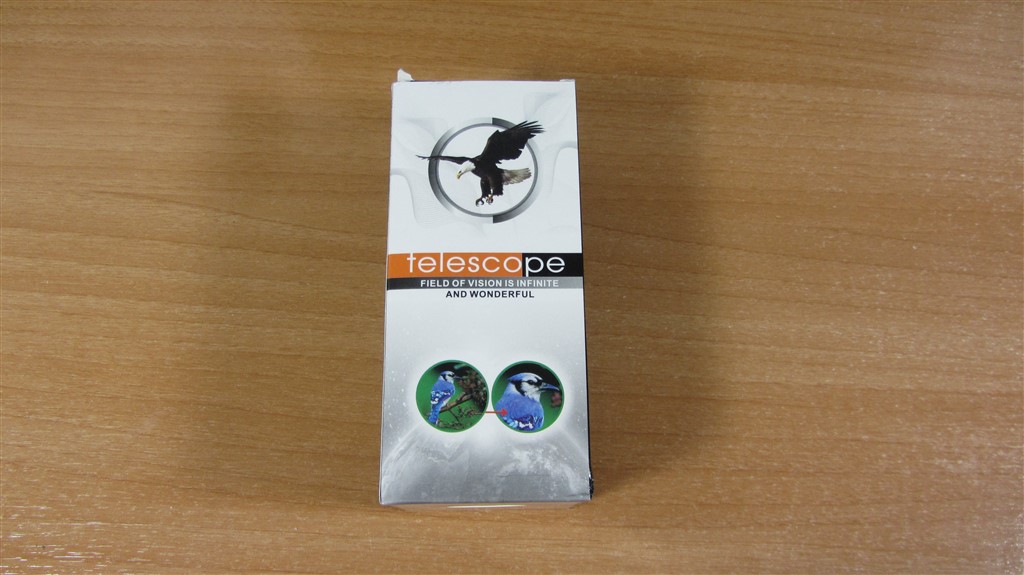 telescope
FIELD OF VISION IS INFINITE
AND WONDERFUL